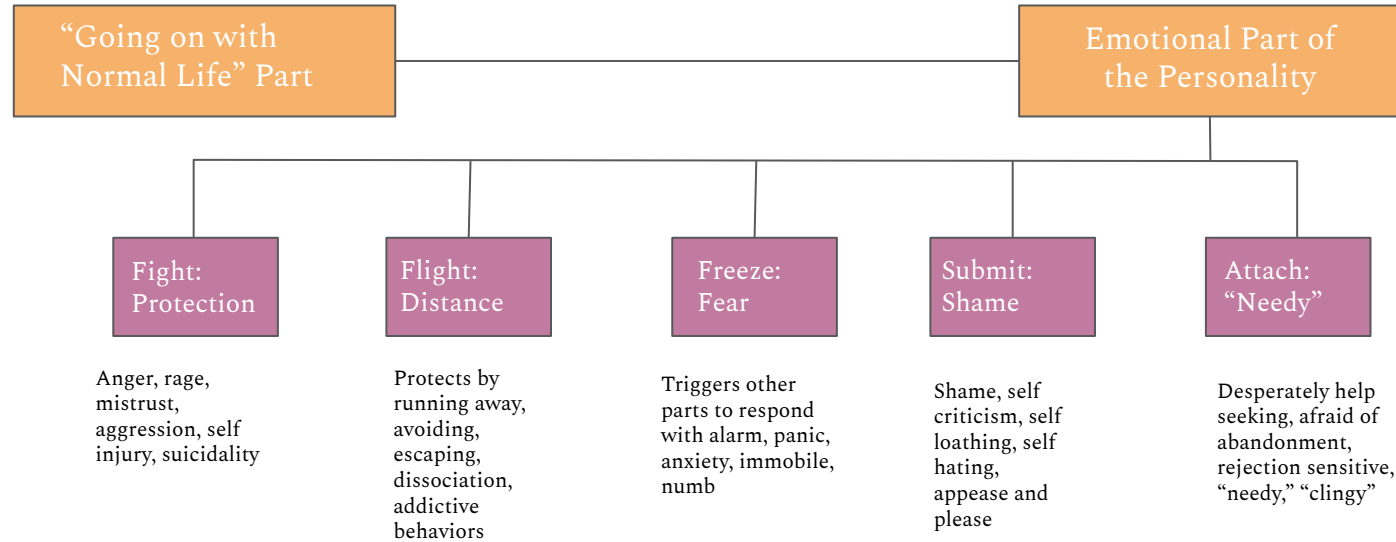 “Going on with
Normal Life” Part
Emotional Part of
the Personality
Fight:
Protection
Flight:
Distance
Freeze:
Fear
Submit:
Shame
Attach:
“Needy”
Anger, rage,
mistrust,
aggression, self
injury, suicidality
Protects by
running away,
avoiding,
escaping,
dissociation,
addictive
behaviors
Triggers other
parts to respond
with alarm, panic,
anxiety, immobile,
numb
Shame, self
criticism, self
loathing, self
hating,
appease and
please
Desperately help
seeking, afraid of
abandonment,
rejection sensitive,
“needy,” “clingy”